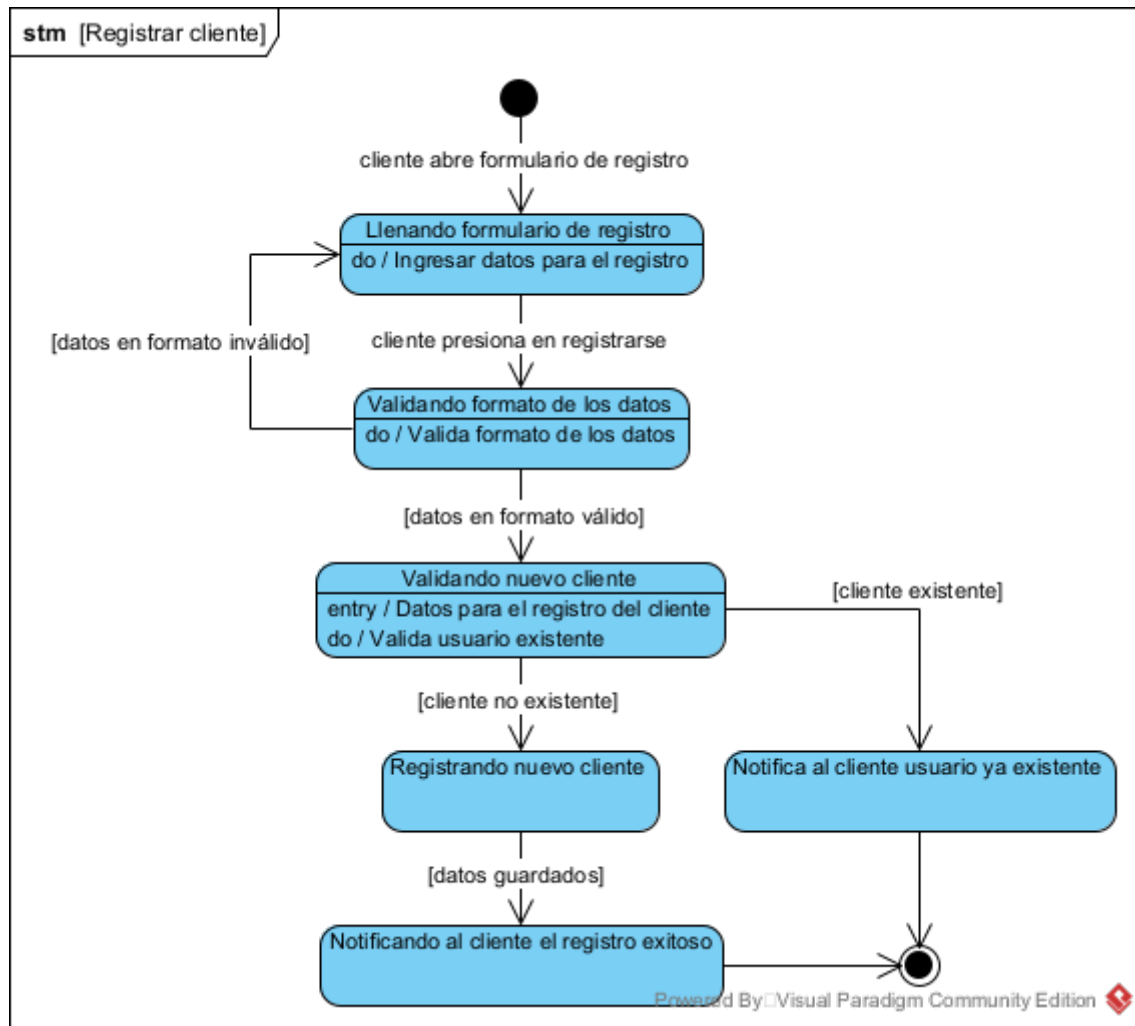 stm [Registrar cliente]
cliente abre formulario de registro
Llenando formulario de registro
do / Ingresar datos para el registro
[datos en formato inválido]
cliente presiona en registrarse
Validando formato de los datos
do / Valida formato de los datos
[datos en formato válido]
Validando nuevo cliente
entry / Datos para el registro del cliente
do / Valida usuario existente
[cliente existente]
[cliente no existente]
Registrando nuevo cliente
Notifica al cliente usuario ya existente
[datos guardados]
Notificando al cliente el registro exitoso
Powered By Visual Paradigm Community Edition